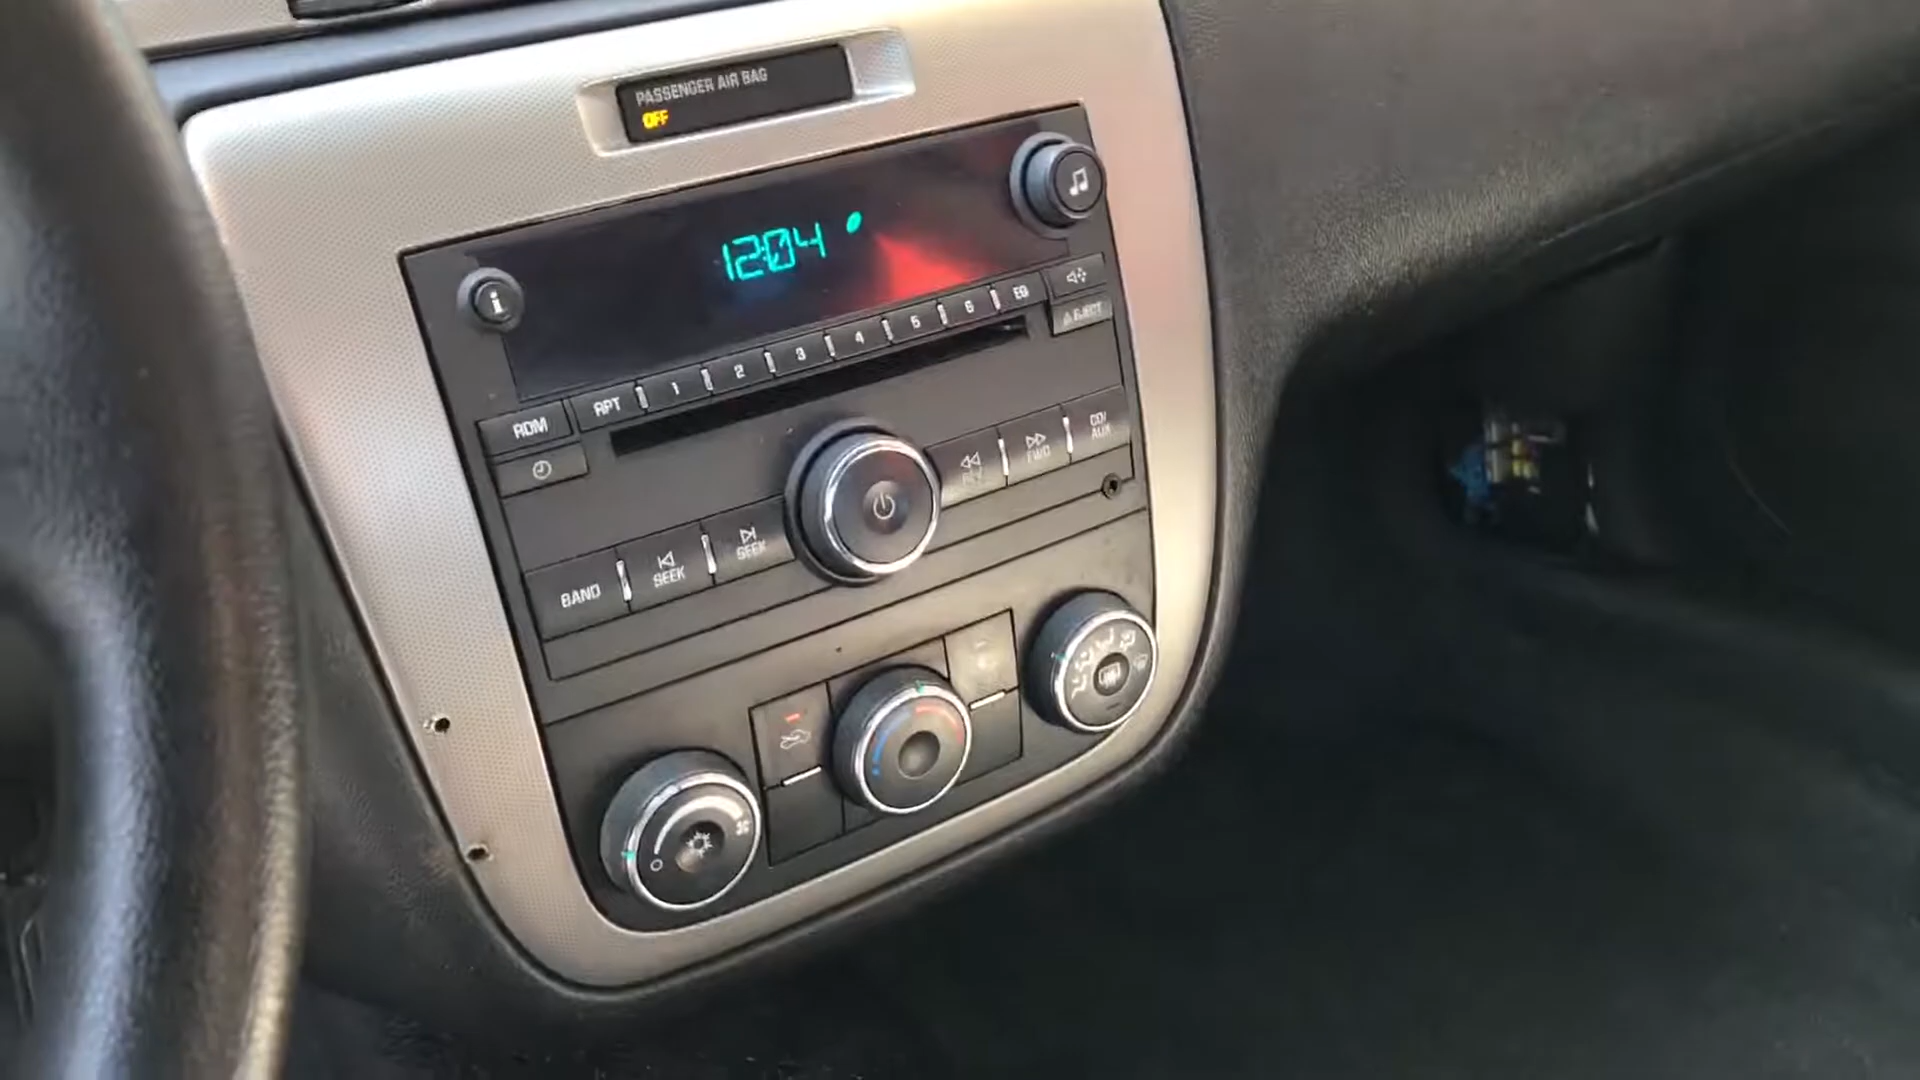 PASSENGER AIR BAG
OFF
12:04
i
EQ
EJECT
RDM
RPT
1
2
3
4
5
6
BAND
SEEK
SEEK
FWD
CD/
AUX